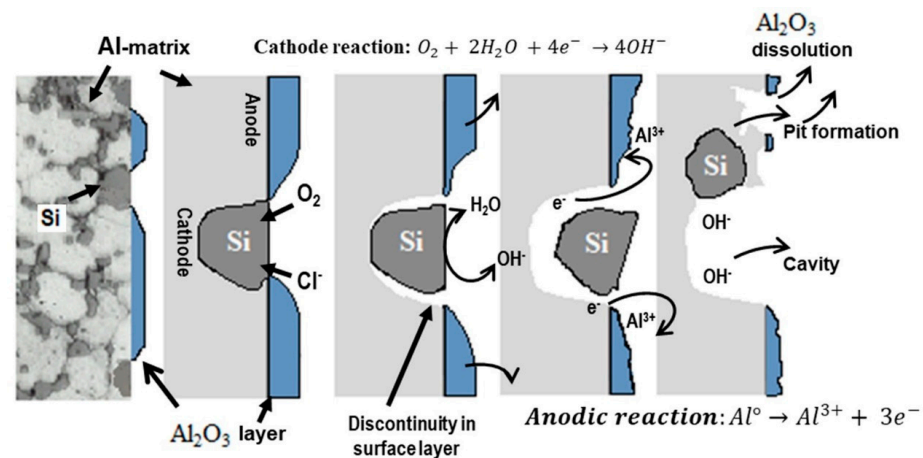 Al-matrix
Cathode reaction: O₂ + 2H₂O + 4e⁻ → 4OH⁻
Al₂O₃
dissolution
Anode
Al³⁺
Pit formation
Si
O₂
Si
Si
H₂O
e⁻
OH⁻
Cathode
Si
Si
OH⁻
OH⁻
Cavity
Cl⁻
e⁻
Al³⁺
Al₂O₃ layer
Discontinuity in
surface layer
Anodic reaction: Al° → Al³⁺ + 3e⁻